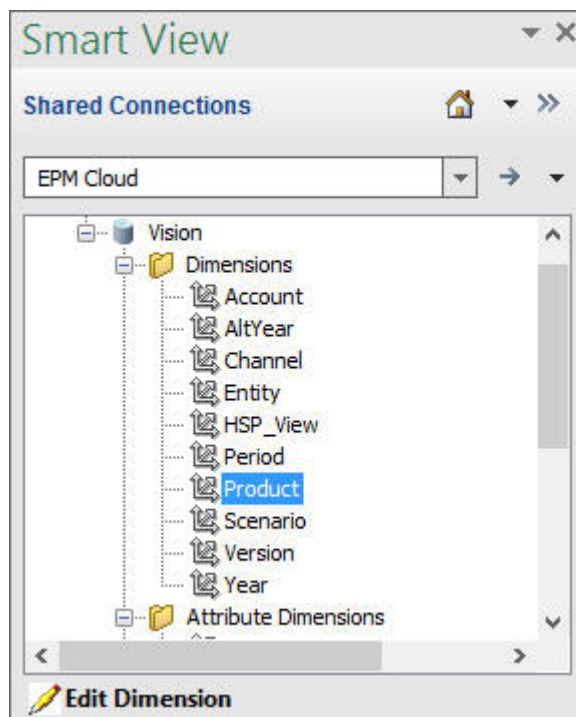 Smart View
Shared Connections
EPM Cloud
Vision
Dimensions
Account
AltYear
Channel
Entity
HSP_View
Period
Product
Scenario
Version
Year
Attribute Dimensions
Edit Dimension